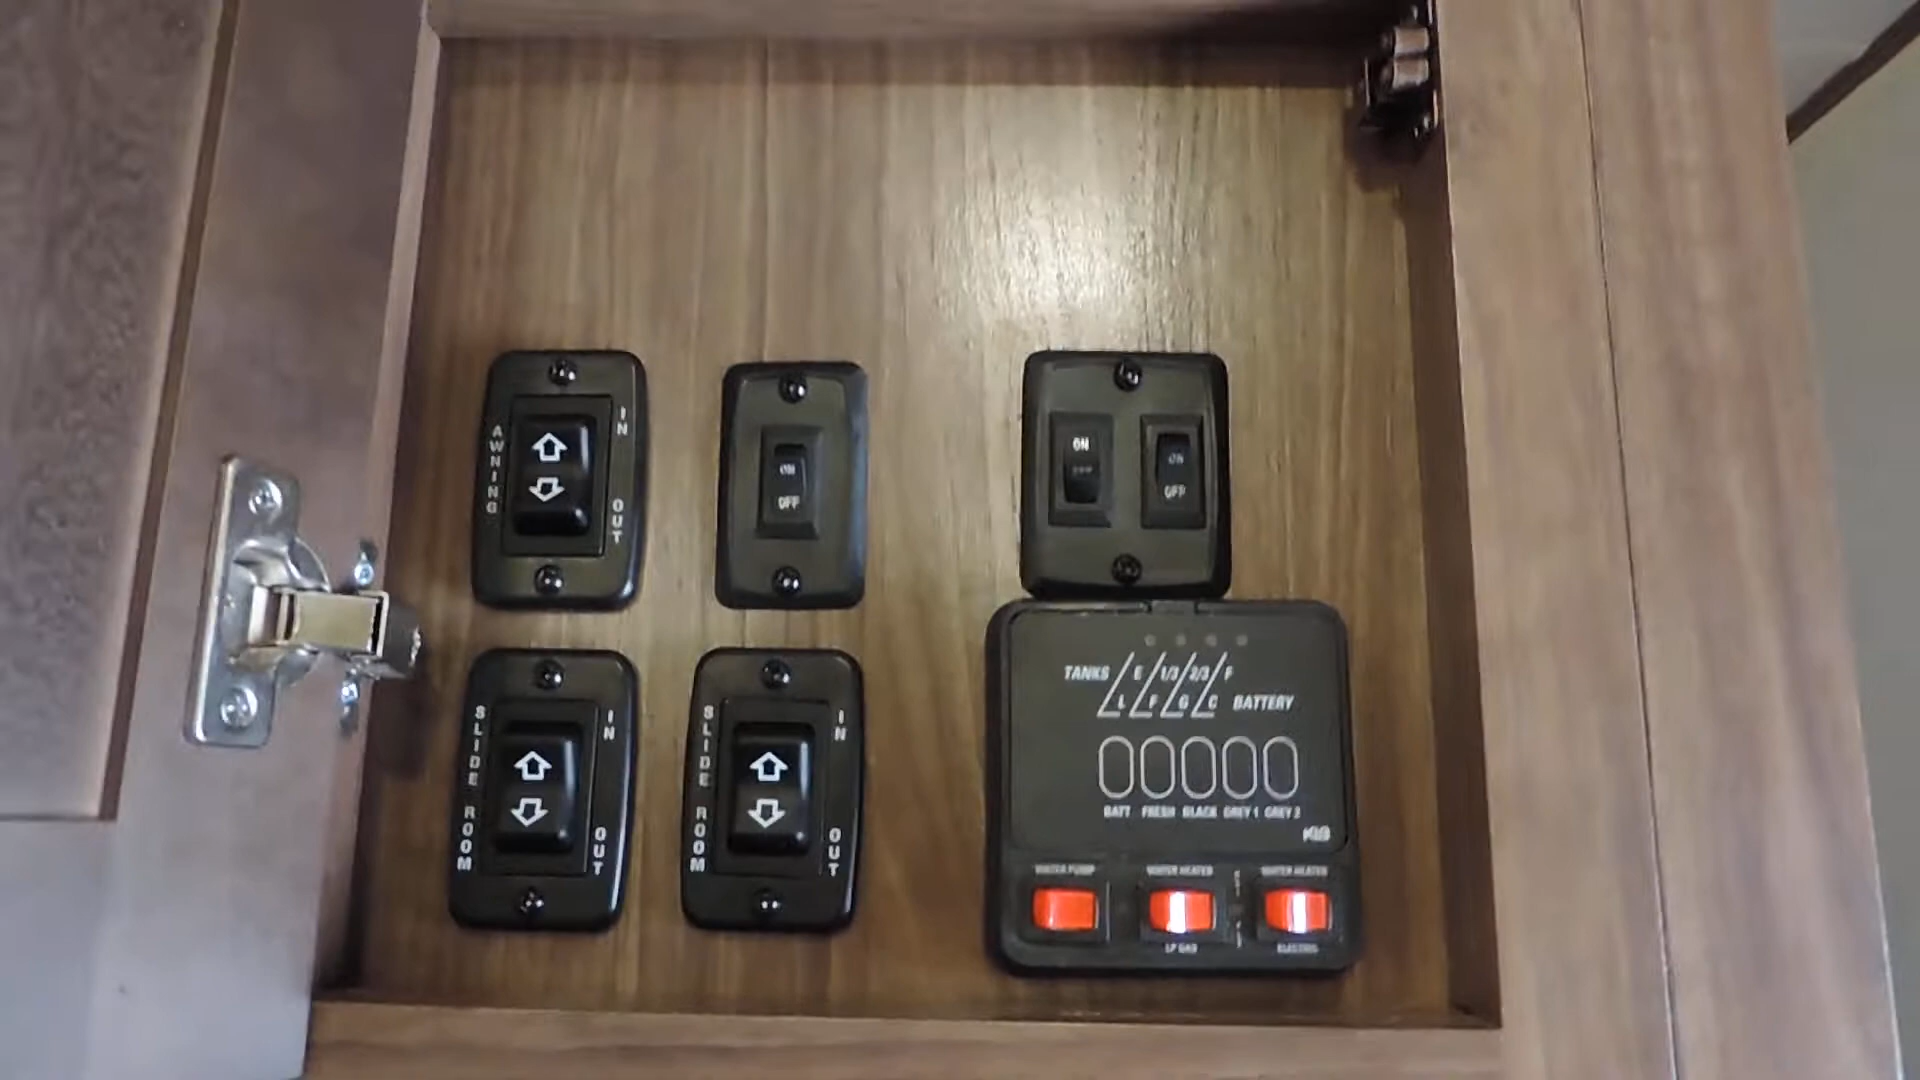 AWNING
IN
OUT
ON
OFF
ON
OFF
ON
OFF
SLIDE ROOM
IN
OUT
SLIDE ROOM
IN
OUT
TANKS E 1/3 2/3 F
L F G C BATTERY
BATT FRESH BLACK GREY 1 GREY 2
WATER PUMP WATER HEATER WATER HEATER
LP GAS ELECTRIC